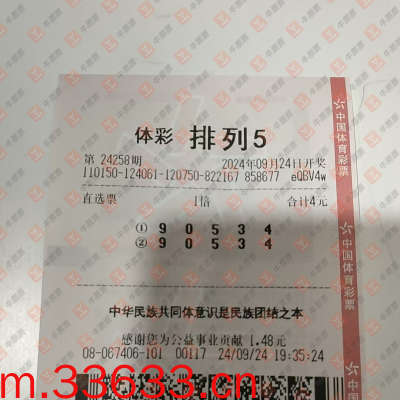 体彩 排列5
第 24258期 2024年09月24日开奖
110150-124061-120750-822167 858677 eQBV4w
直选票 1倍 合计4元
① 9 0 5 3 4
② 9 0 5 3 4
中华民族共同体意识是民族团结之本
感谢您为公益事业贡献 1.48元
08-067406-101 00117 24/09/24 19:35:24
中国体育彩票
中国体育彩票
m.33633.cn